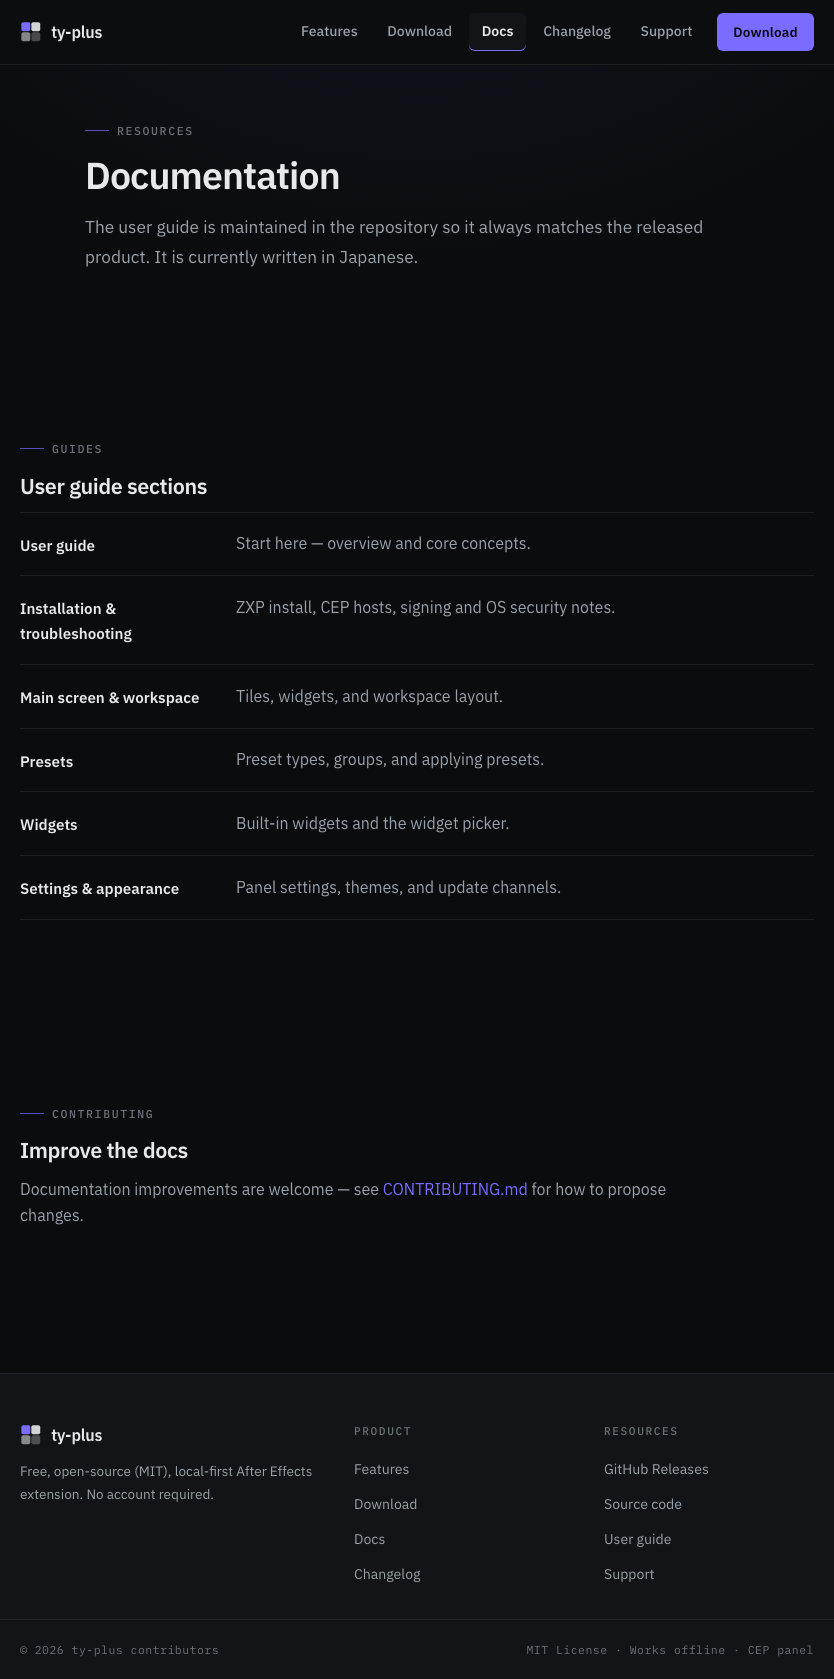 ty-plus
Features Download Docs Changelog Support Download
RESOURCES
Documentation
The user guide is maintained in the repository so it always matches the released
product. It is currently written in Japanese.
GUIDES
User guide sections
User guide Start here — overview and core concepts.
Installation & troubleshooting ZXP install, CEP hosts, signing and OS security notes.
Main screen & workspace Tiles, widgets, and workspace layout.
Presets Preset types, groups, and applying presets.
Widgets Built-in widgets and the widget picker.
Settings & appearance Panel settings, themes, and update channels.
CONTRIBUTING
Improve the docs
Documentation improvements are welcome — see CONTRIBUTING.md for how to propose
changes.
ty-plus
Free, open-source (MIT), local-first After Effects
extension. No account required.
PRODUCT
Features
Download
Docs
Changelog
RESOURCES
GitHub Releases
Source code
User guide
Support
© 2026 ty-plus contributors
MIT License · Works offline · CEP panel